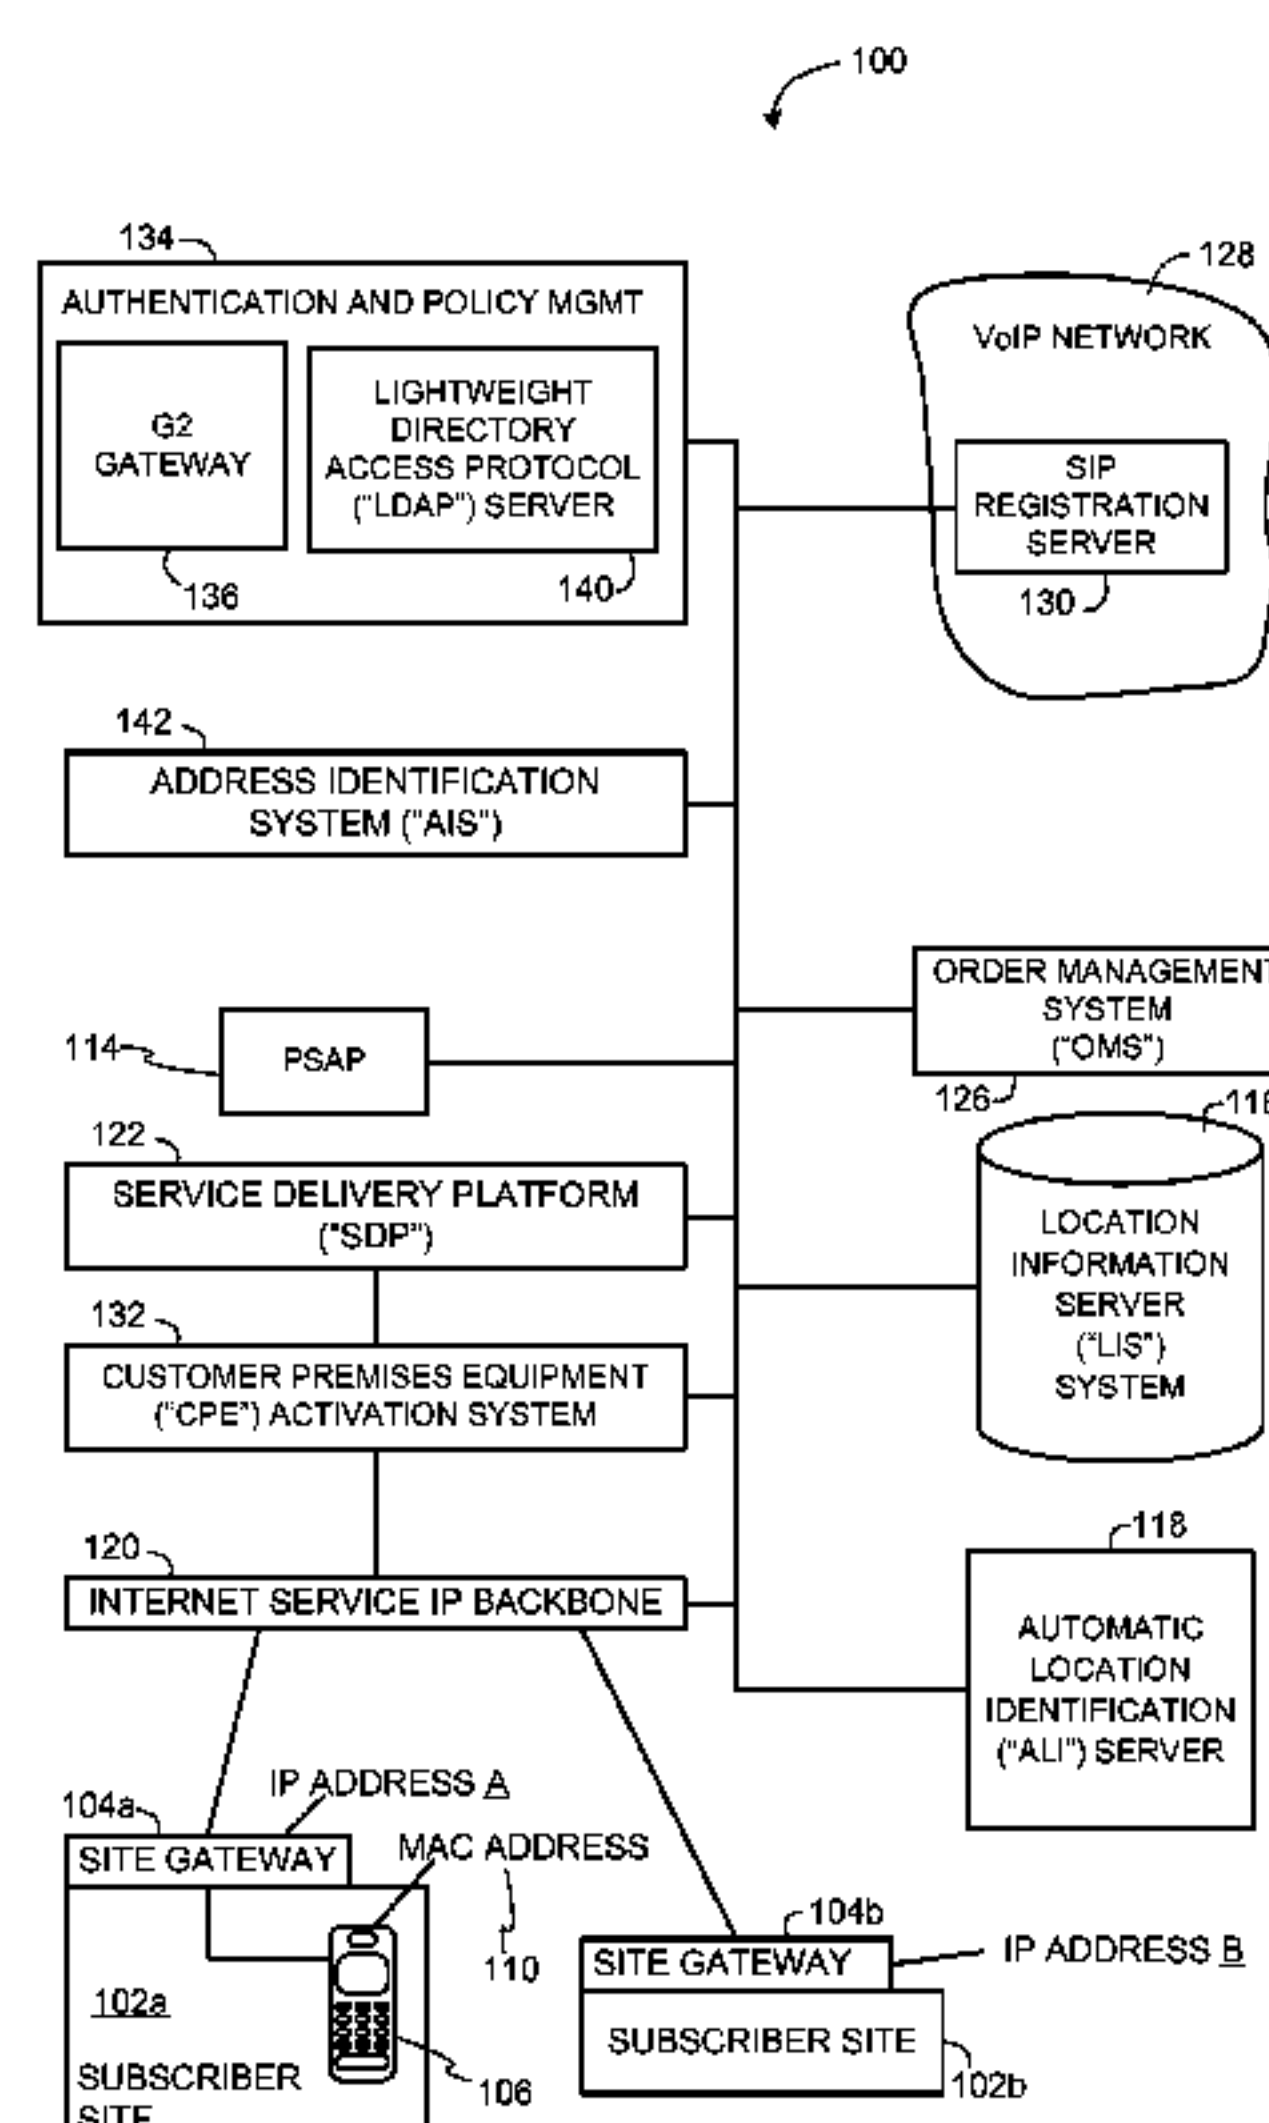 100
134
AUTHENTICATION AND POLICY MGMT
G2
GATEWAY
136
LIGHTWEIGHT
DIRECTORY
ACCESS PROTOCOL
("LDAP") SERVER
140
128
VoIP NETWORK
SIP
REGISTRATION
SERVER
130
142
ADDRESS IDENTIFICATION
SYSTEM ("AIS")
ORDER MANAGEMENT
SYSTEM
("OMS")
126
114
PSAP
116
LOCATION
INFORMATION
SERVER
("LIS")
SYSTEM
122
SERVICE DELIVERY PLATFORM
("SDP")
132
CUSTOMER PREMISES EQUIPMENT
("CPE") ACTIVATION SYSTEM
120
INTERNET SERVICE IP BACKBONE
118
AUTOMATIC
LOCATION
IDENTIFICATION
("ALI") SERVER
IP ADDRESS A
104a
SITE GATEWAY
MAC ADDRESS
110
102a
SUBSCRIBER
SITE
106
104b
SITE GATEWAY
IP ADDRESS B
SUBSCRIBER SITE
102b